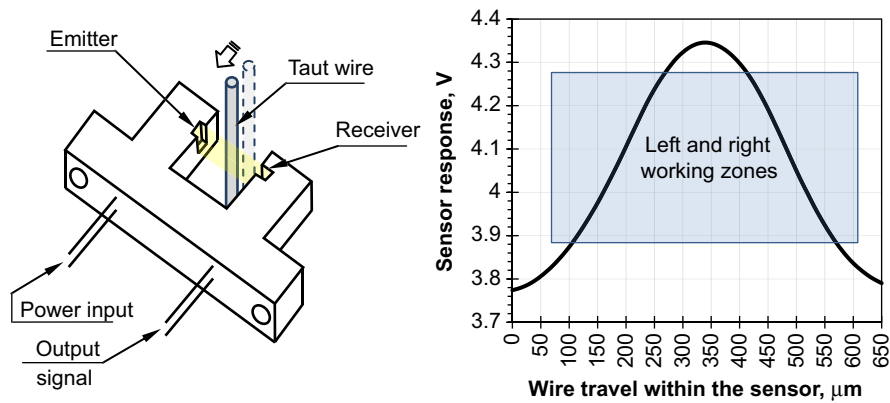 Emitter
Taut wire
Receiver
Power input
Output
signal
Sensor response, V
4.4
4.3
4.2
4.1
4
3.9
3.8
3.7
Left and right
working zones
0
50
100
150
200
250
300
350
400
450
500
550
600
650
Wire travel within the sensor, μm